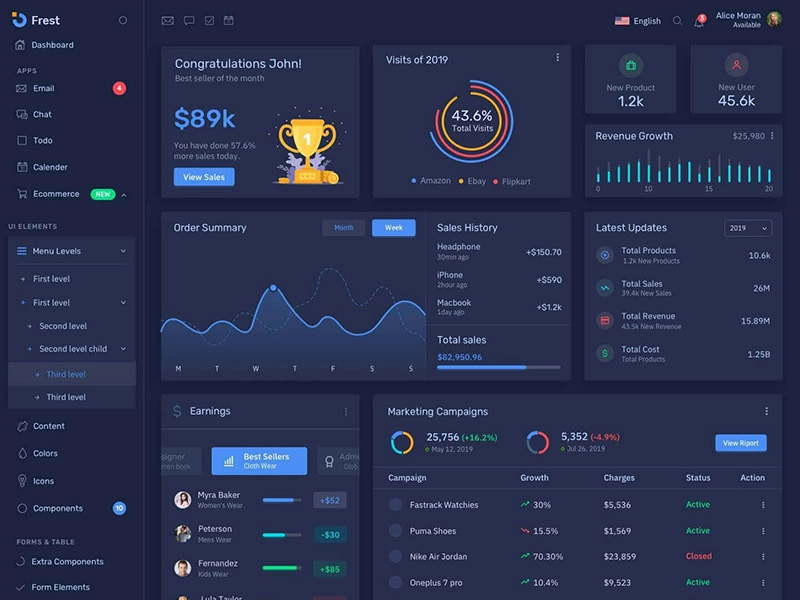 Frest
Dashboard
APPS
Email
4
Chat
Todo
Calender
Ecommerce
NEW
UI ELEMENTS
Menu Levels
First level
First level
Second level
Second level child
Third level
Third level
Content
Colors
Icons
Components
10
FORMS & TABLE
Extra Components
Form Elements
English
3
Alice Moran
Available
Congratulations John!
Best seller of the month
$89k
You have done 57.6%
more sales today.
View Sales
1
Visits of 2019
43.6%
Total Visits
Amazon
Ebay
Flipkart
New Product
1.2k
New User
45.6k
Revenue Growth
$25,980
0 10 15 20
Order Summary
Month
Week
M T W T F S S
Sales History
Headphone
30min ago
+$150.70
iPhone
2hour ago
+$590
Macbook
1day ago
+$1.2k
Total sales
$82,950.96
Latest Updates
2019
Total Products
1.2k New Products
10.6k
Total Sales
39.4k New Sales
26M
Total Revenue
43.5k New Revenue
15.89M
$
Total Cost
Total Products
1.25B
$ Earnings
signer
men book
Best Sellers
Cloth Wear
Admi
Glob
Myra Baker
Women's Wear
+$52
Peterson
Mens Wear
-$30
Fernandez
Kids Wear
+$85
Lula Taylor
Marketing Campaigns
25,756 (+16.2%)
May 12, 2019
5,352 (-4.9%)
Jul 26, 2019
View Riport
Campaign Growth Charges Status Action
Fastrack Watchies 30% $5,536 Active
Puma Shoes 15.5% $1,569 Active
Nike Air Jordan 70.30% $23,859 Closed
Oneplus 7 pro 10.4% $9,523 Active